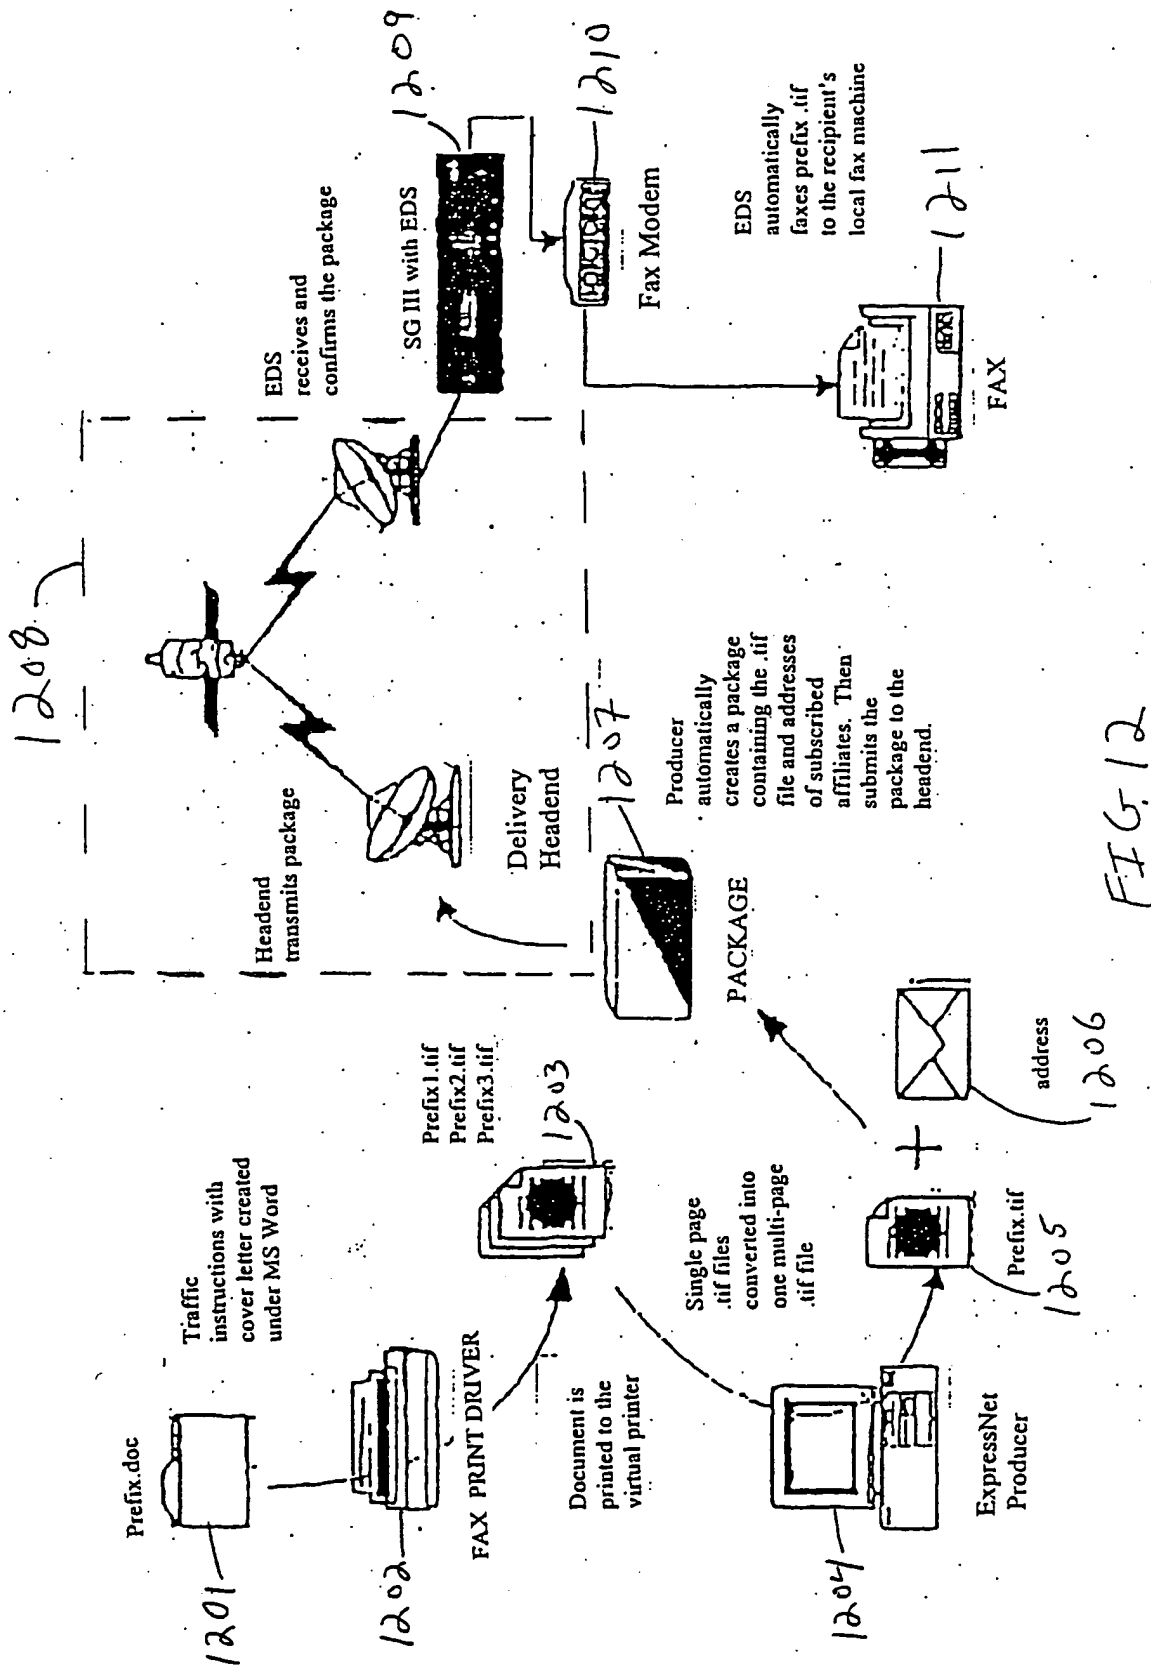 1208
Headend
transmits package
EDS
receives and
confirms the package
1209
SG III with EDS
1210
Fax Modem
Delivery
Headend
Prefix.doc
1201
Traffic
instructions with
cover letter created
under MS Word
1202
FAX PRINT DRIVER
Document is
printed to the
virtual printer
Prefix1.tif
Prefix2.tif
Prefix3.tif
1203
1204
ExpressNet
Producer
Single page
.tif files
converted into
one multi-page
.tif file
Prefix.tif
1205
+
address
1206
PACKAGE
1207
Producer
automatically
creates a package
containing the .tif
file and addresses
of subscribed
affiliates. Then
submits the
package to the
headend.
EDS
automatically
faxes prefix .tif
to the recipient's
local fax machine
1211
FAX
FIG. 12